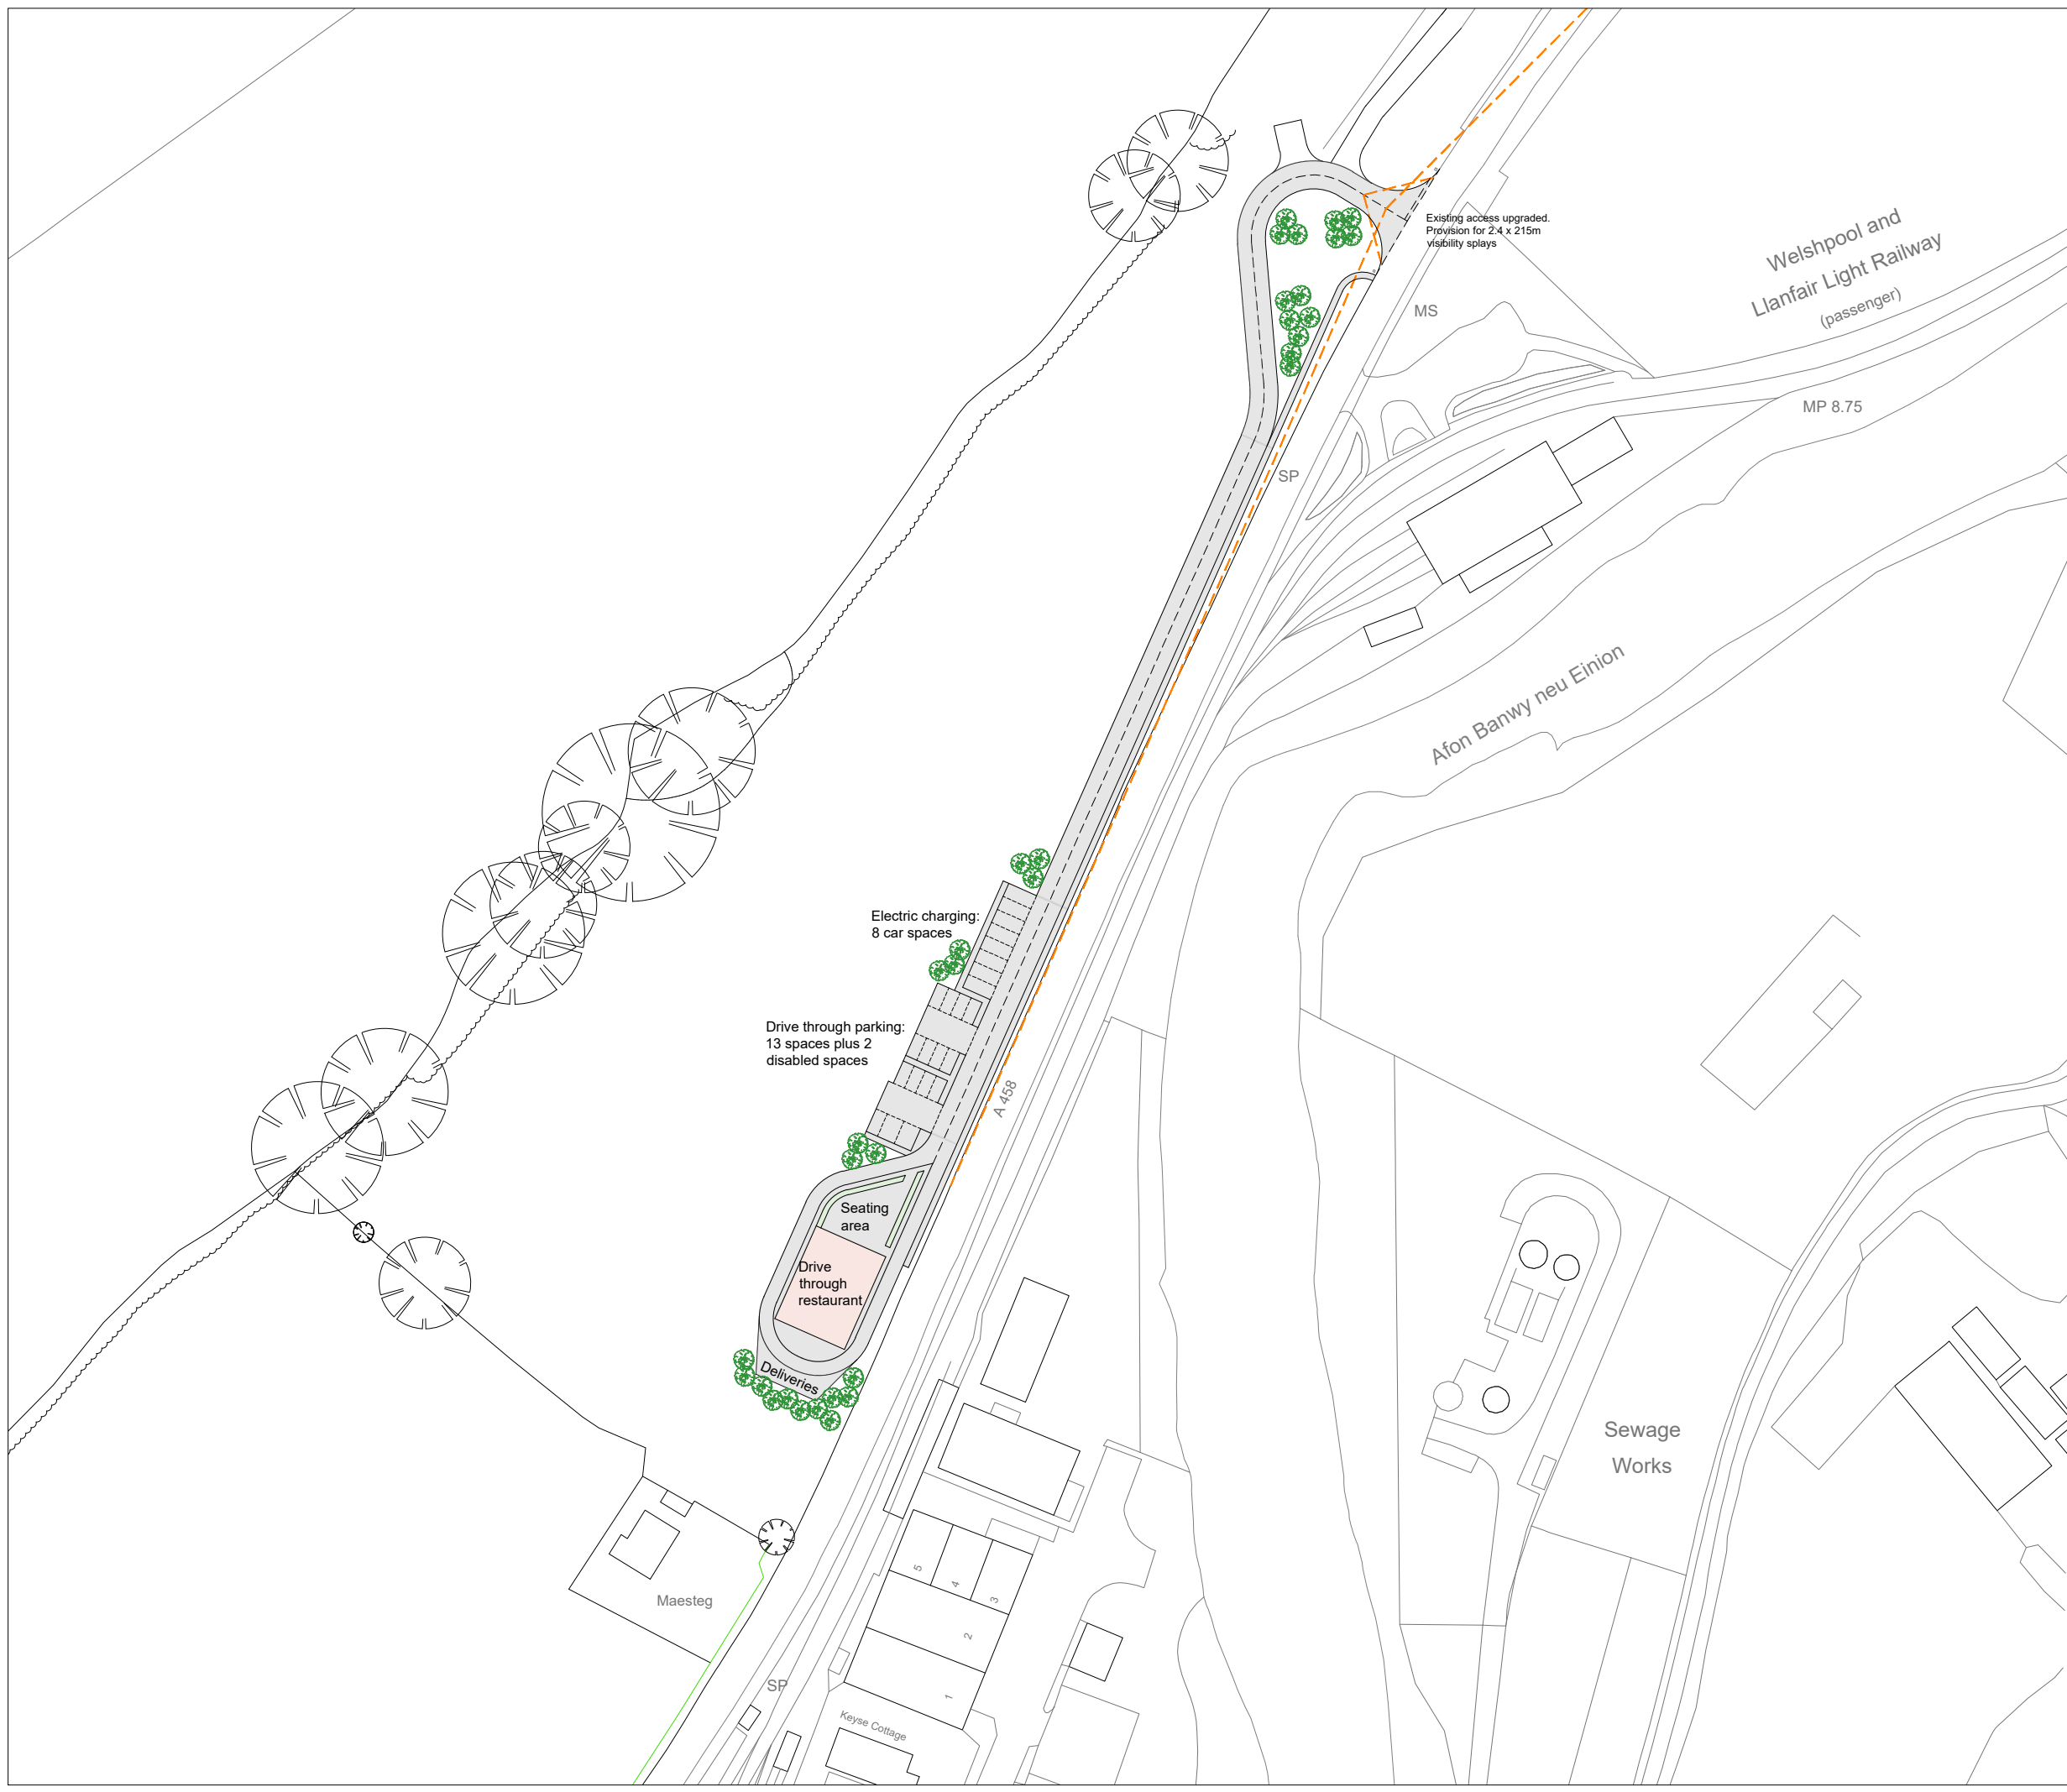 Existing access upgraded.
Provision for 2.4 x 215m
visibility splays
Welshpool and
Llanfair Light Railway
(passenger)
MS
MP 8.75
SP
Afon Banwy neu Einion
Electric charging:
8 car spaces
Drive through parking:
13 spaces plus 2
disabled spaces
A 458
Seating
area
Drive
through
restaurant
Deliveries
Sewage
Works
Maesteg
5
4
3
2
1
SP
Keyse Cottage